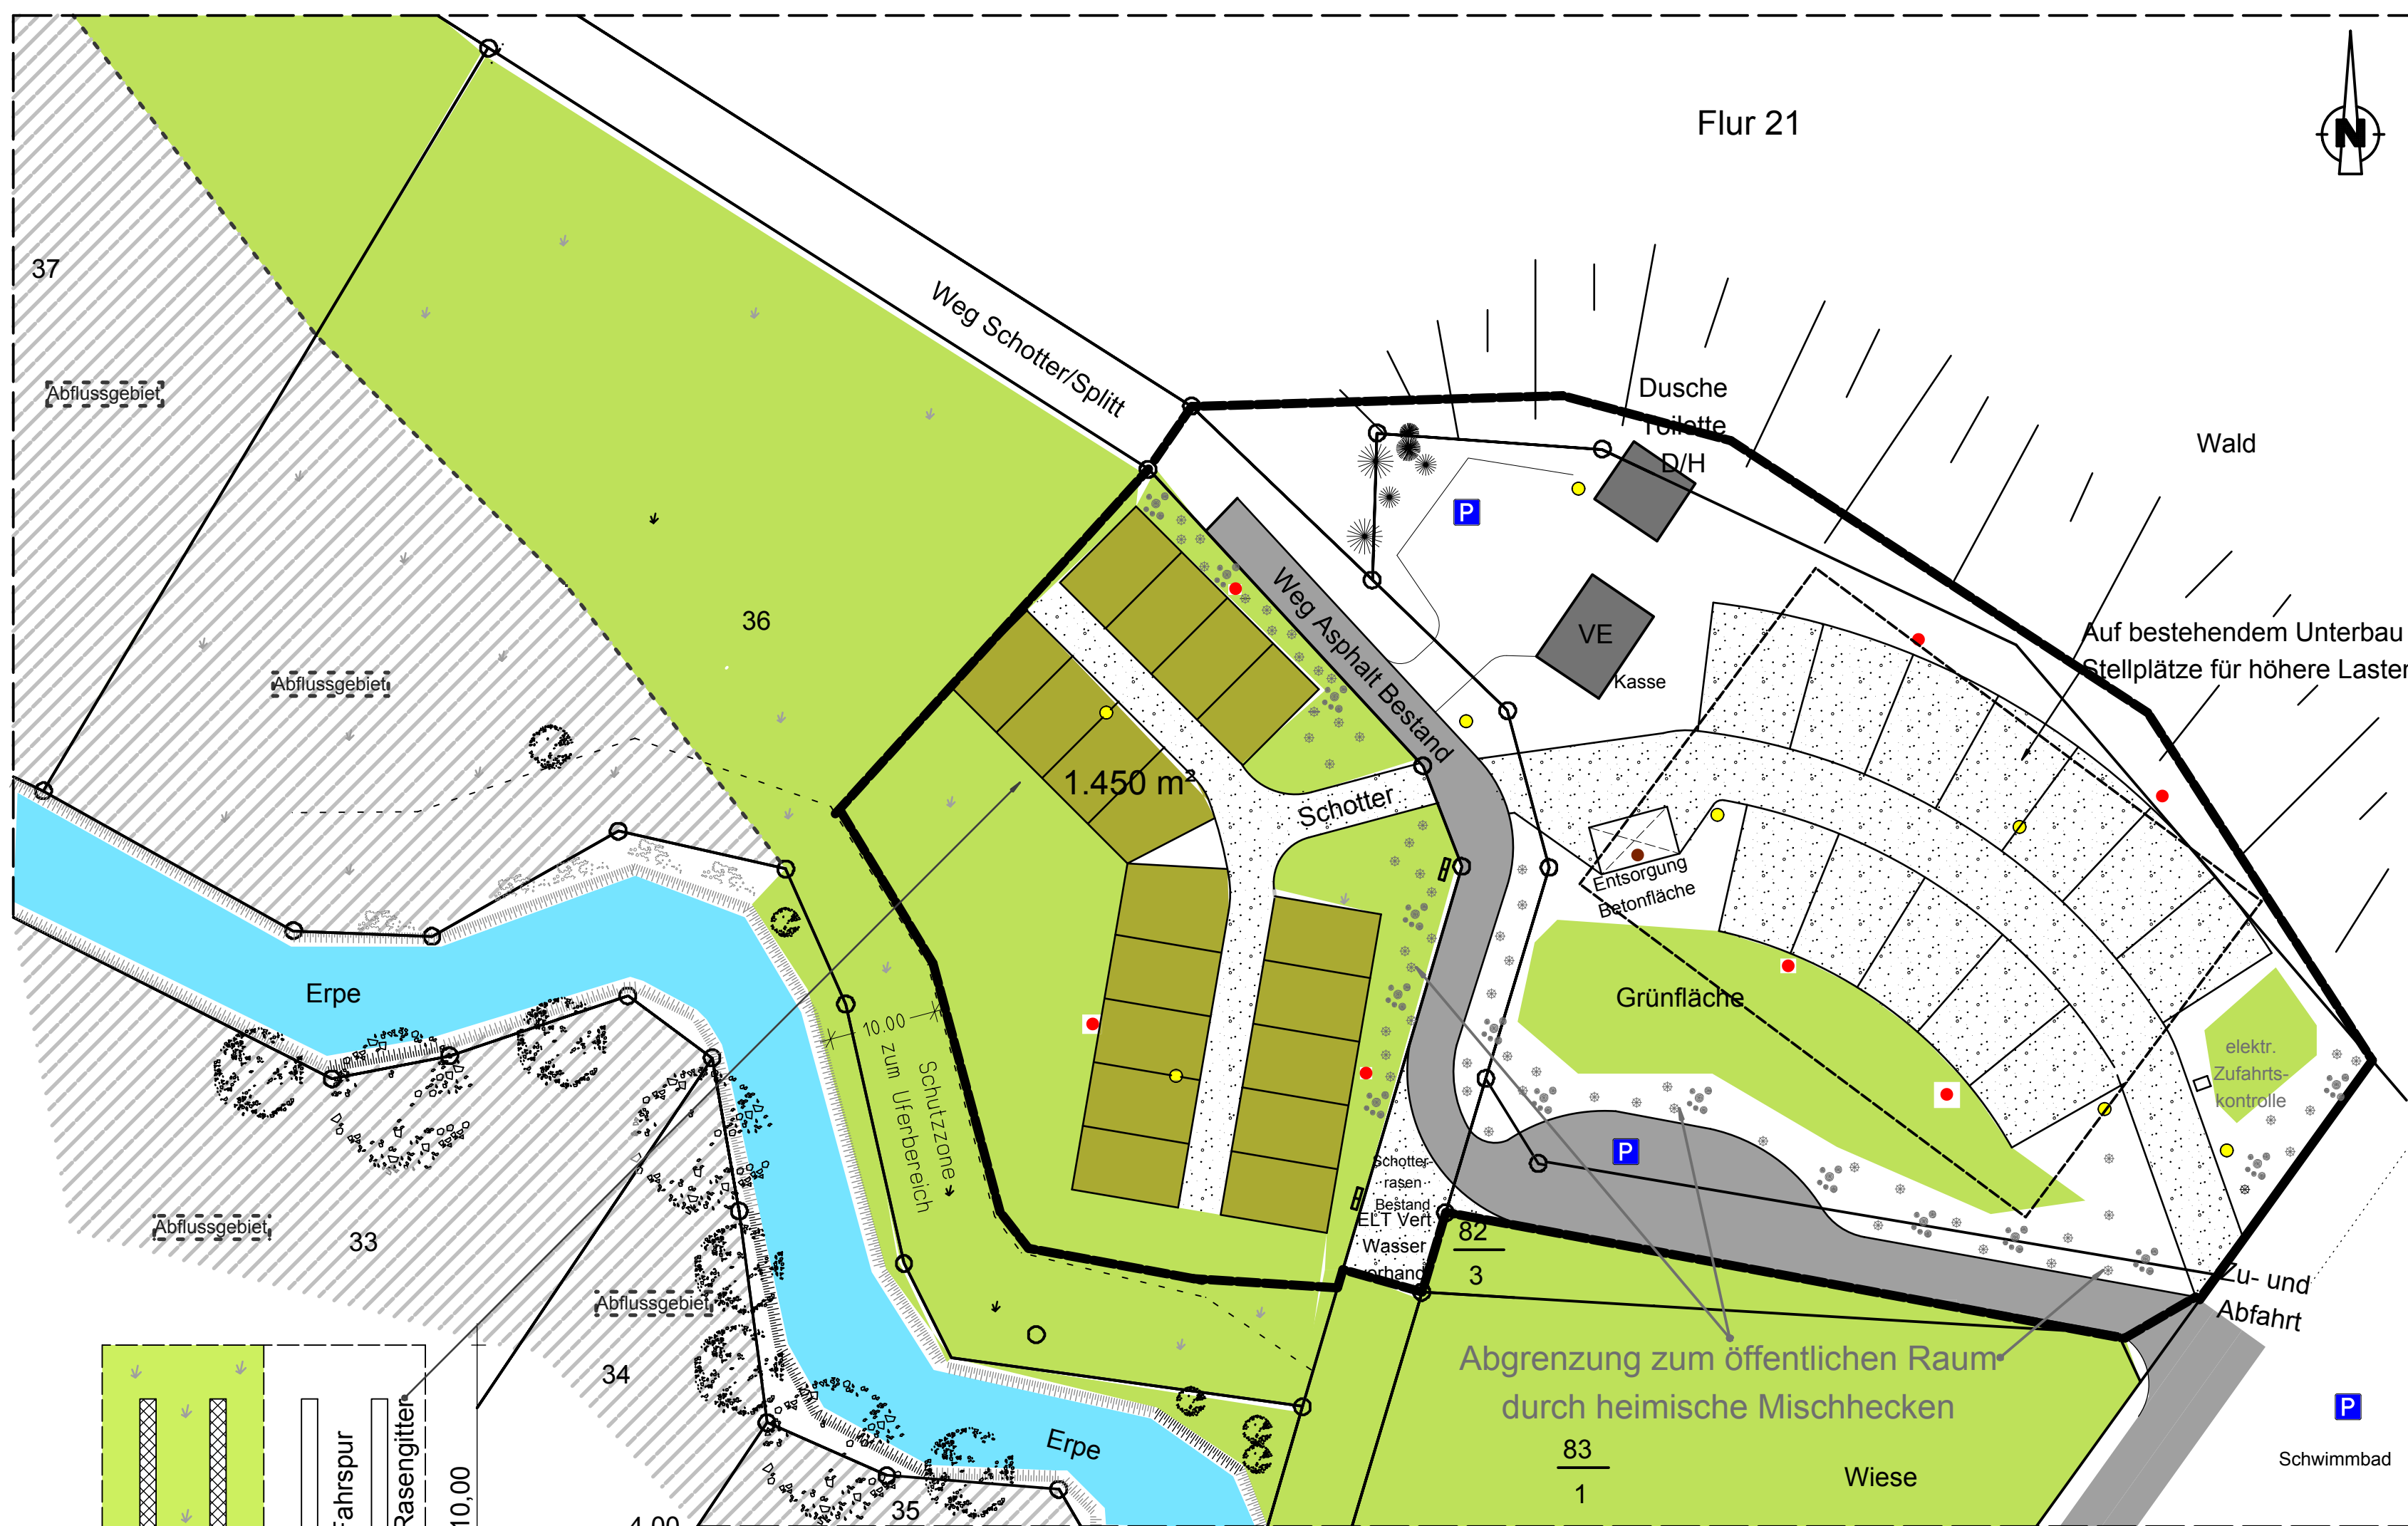 Flur 21
N
37
Weg Schotter/Splitt
Dusche
Toilette
D/H
Wald
Abflussgebiet
P
Weg Asphalt Bestand
36
VE
Kasse
Auf bestehendem Unterbau
Stellplätze für höhere Lasten
Abflussgebiet
1.450 m²
Schotter
Entsorgung
Betonfläche
Erpe
Grünfläche
10.00
zum Uferbereich
Schutzzone
elektr.
Zufahrts-
kontrolle
P
Schotter-
rasen
Bestand
ELT Vert
Wasser
vorhand
82
3
Abflussgebiet
33
Zu- und
Abfahrt
Abflussgebiet
34
Abgrenzung zum öffentlichen Raum
durch heimische Mischhecken
P
Schwimmbad
83
1
Wiese
Erpe
Fahrspur
Rasengitter
10,00
4,00
35